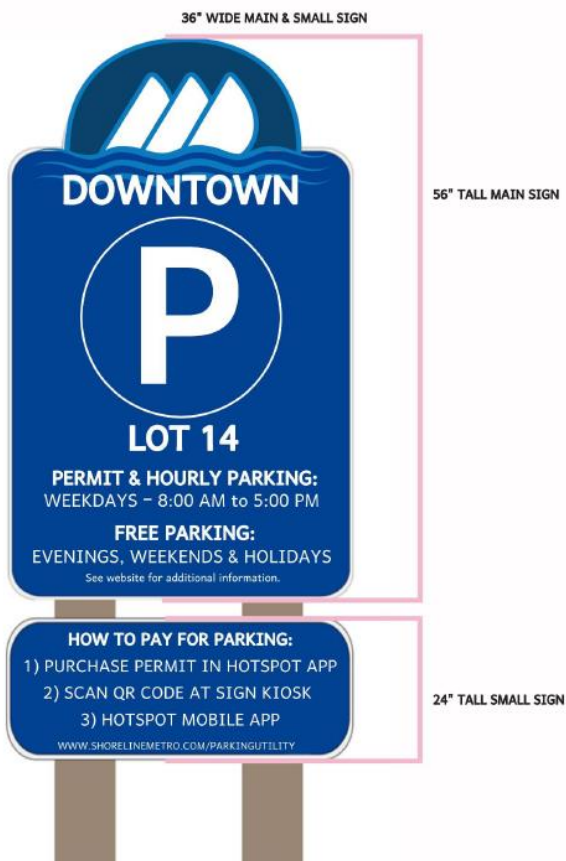 36" WIDE MAIN & SMALL SIGN
DOWNTOWN
P
LOT 14
PERMIT & HOURLY PARKING:
WEEKDAYS – 8:00 AM to 5:00 PM
FREE PARKING:
EVENINGS, WEEKENDS & HOLIDAYS
See website for additional information.
56" TALL MAIN SIGN
HOW TO PAY FOR PARKING:
1) PURCHASE PERMIT IN HOTSPOT APP
2) SCAN QR CODE AT SIGN KIOSK
3) HOTSPOT MOBILE APP
WWW.SHORELINEMETRO.COM/PARKINGUTILITY
24" TALL SMALL SIGN